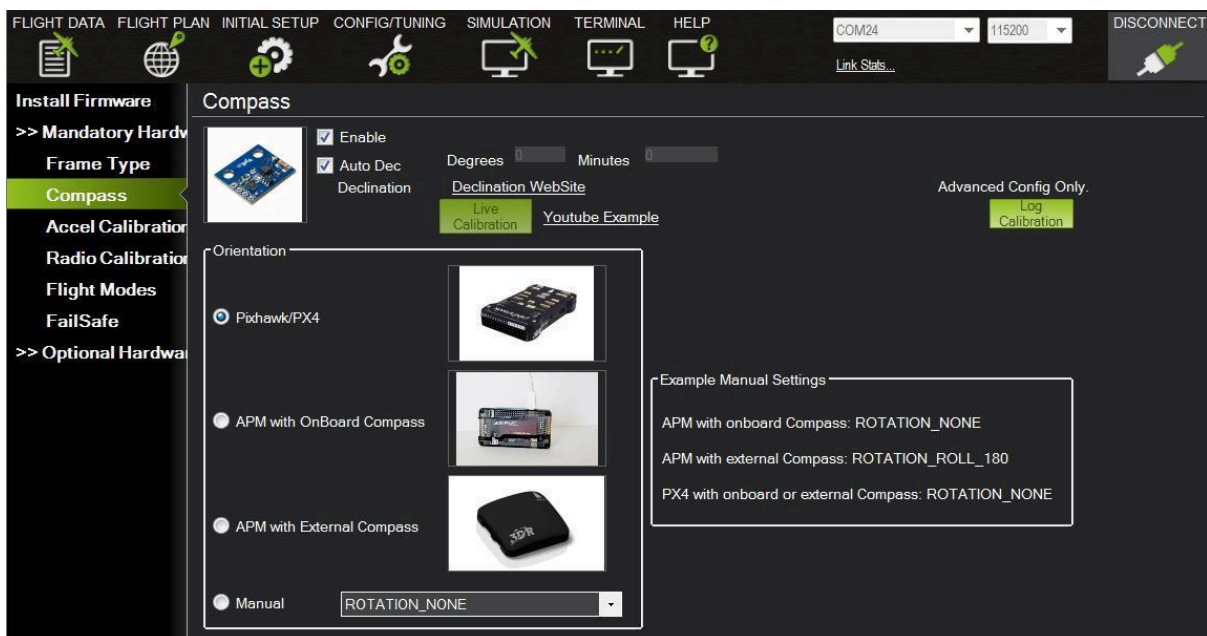 FLIGHT DATA FLIGHT PLAN INITIAL SETUP CONFIG/TUNING SIMULATION TERMINAL HELP
COM24 115200 DISCONNECT
Link Stats...
Install Firmware
>> Mandatory Hardw
Frame Type
Compass
Accel Calibration
Radio Calibration
Flight Modes
FailSafe
>> Optional Hardwar
Compass
Enable
Auto Dec
Degrees 0 Minutes 0
Declination
Declination WebSite
Live
Calibration
Youtube Example
Advanced Config Only.
Log
Calibration
Orientation
Pixhawk/PX4
APM with OnBoard Compass
APM with External Compass
3DR
Manual ROTATION_NONE
Example Manual Settings
APM with onboard Compass: ROTATION_NONE
APM with external Compass: ROTATION_ROLL_180
PX4 with onboard or external Compass: ROTATION_NONE